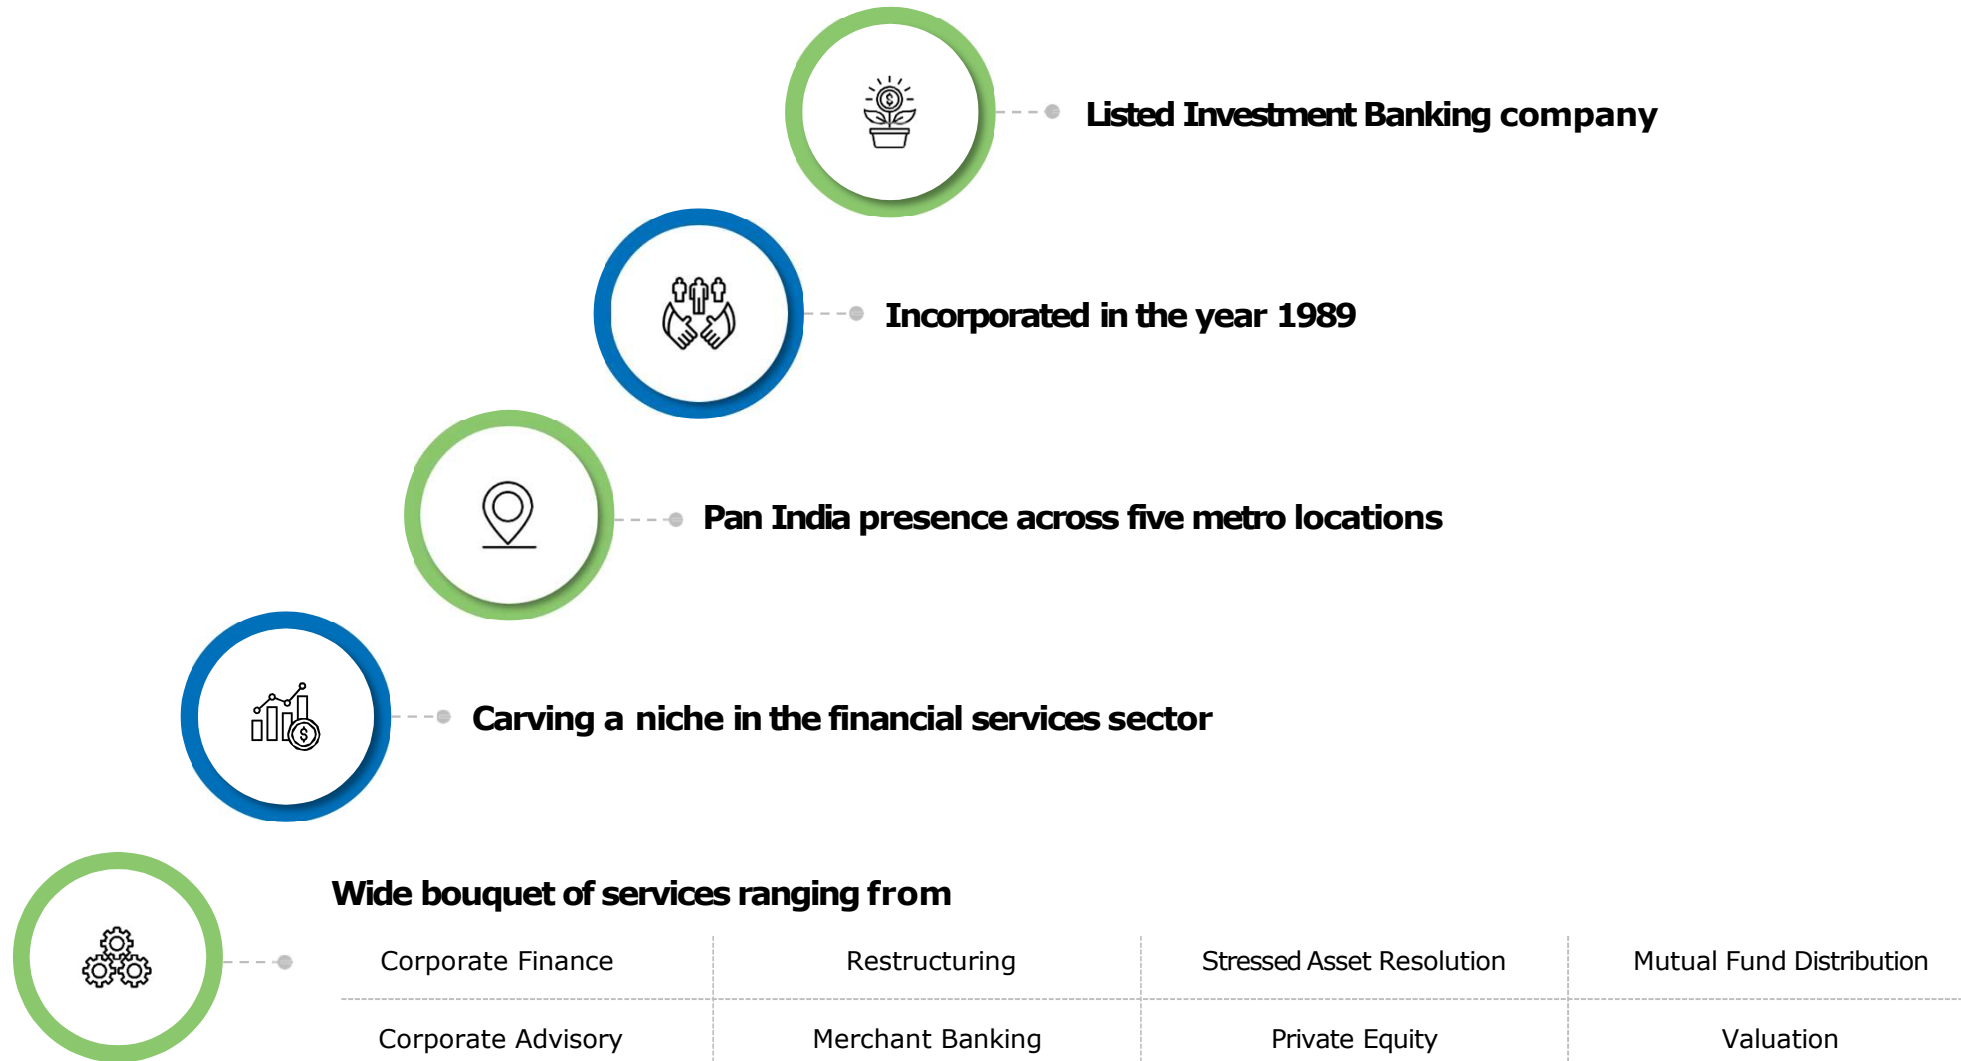 Listed Investment Banking company
Incorporated in the year 1989
Pan India presence across five metro locations
Carving a niche in the financial services sector
Wide bouquet of services ranging from
Corporate Finance Restructuring Stressed Asset Resolution Mutual Fund Distribution
Corporate Advisory Merchant Banking Private Equity Valuation